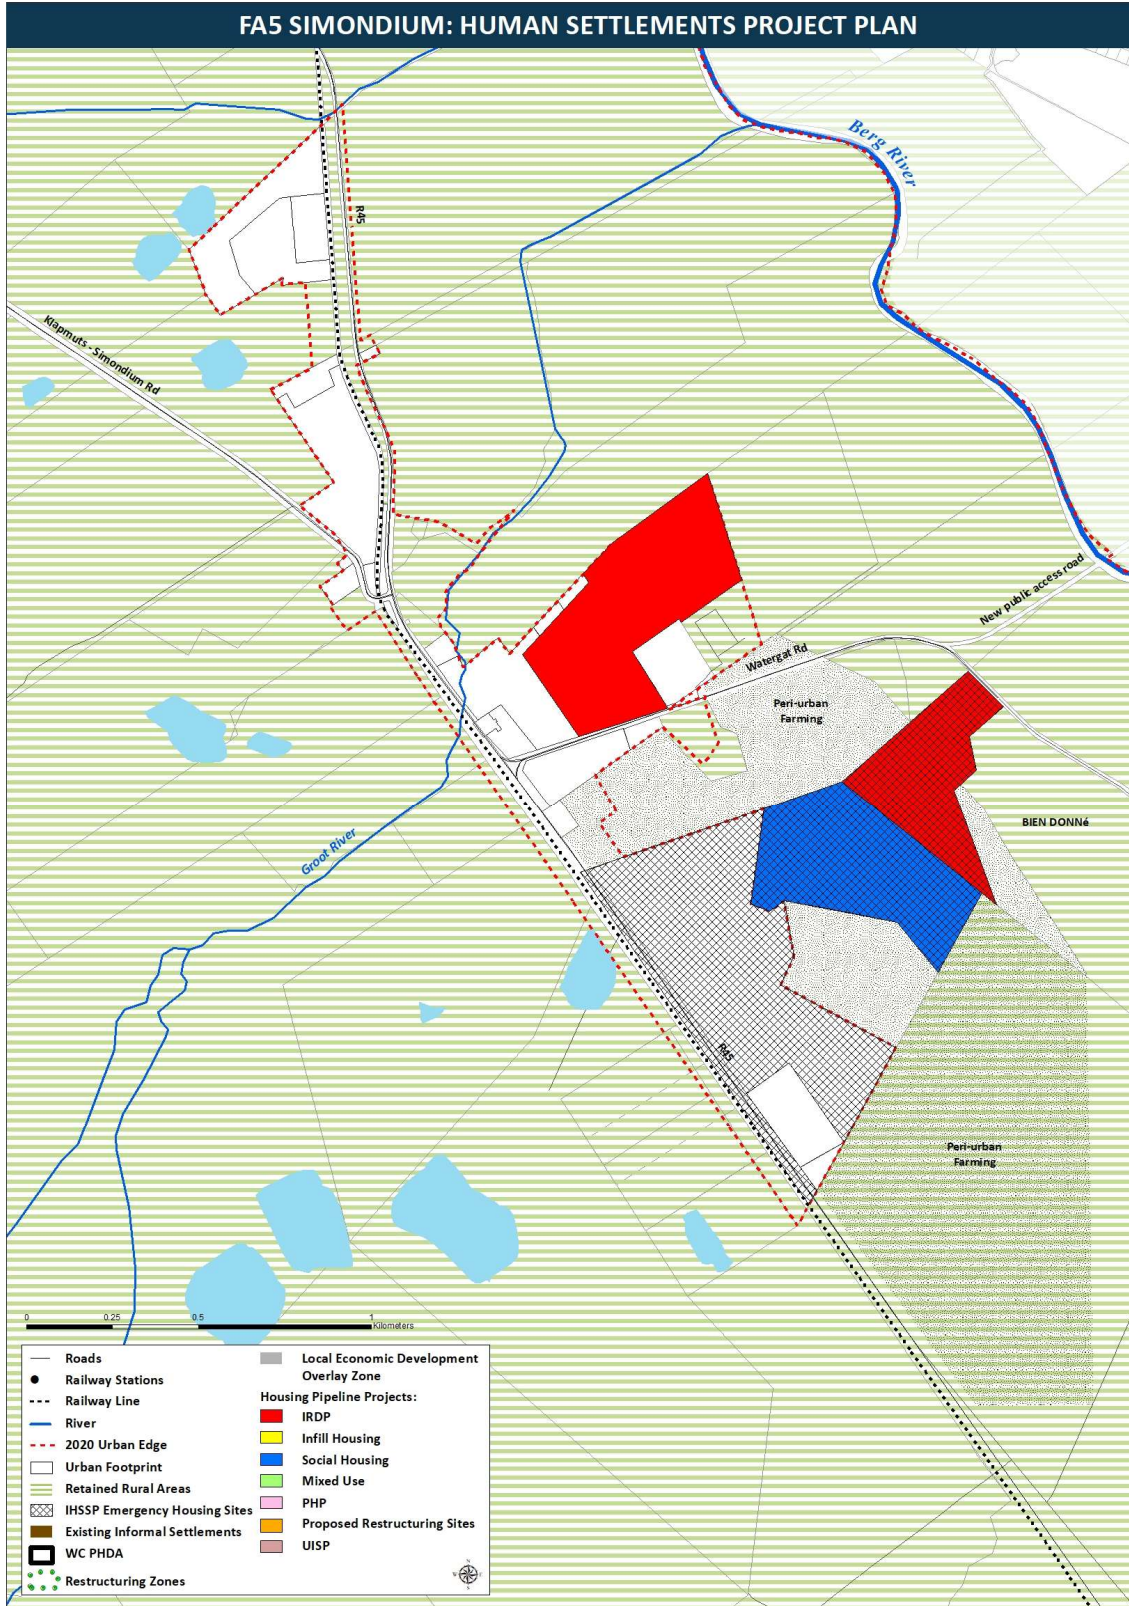 FA5 SIMONDIUM: HUMAN SETTLEMENTS PROJECT PLAN
Berg River
R45
Klapmuts - Simondium Rd
New public access road
Watergat Rd
Peri-urban
Farming
BIEN DONNé
Groot River
R45
Peri-urban
Farming
0
0.25
0.5
1
Kilometers
Roads
Railway Stations
Railway Line
River
2020 Urban Edge
Urban Footprint
Retained Rural Areas
IHSSP Emergency Housing Sites
Existing Informal Settlements
WC PHDA
Restructuring Zones
Local Economic Development
Overlay Zone
Housing Pipeline Projects:
IRDP
Infill Housing
Social Housing
Mixed Use
PHP
Proposed Restructuring Sites
UISP